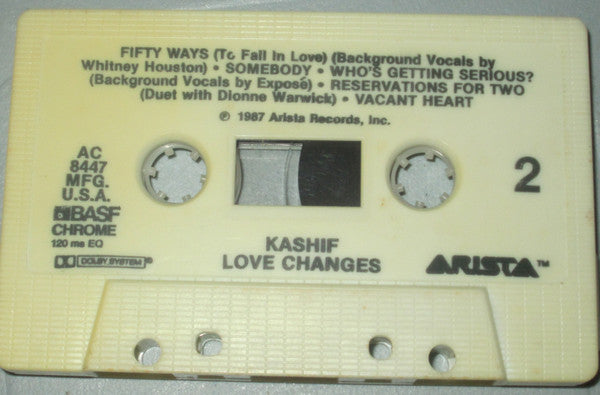 FIFTY WAYS (To Fall In Love) (Background Vocals by
Whitney Houston) • SOMEBODY • WHO'S GETTING SERIOUS?
(Background Vocals by Exposé) • RESERVATIONS FOR TWO
(Duet with Dionne Warwick) • VACANT HEART
℗ 1987 Arista Records, Inc.
AC
8447
MFG.
U.S.A.
BASF
CHROME
120 ms EQ
DOLBY SYSTEM®
2
KASHIF
LOVE CHANGES
ARISTA™